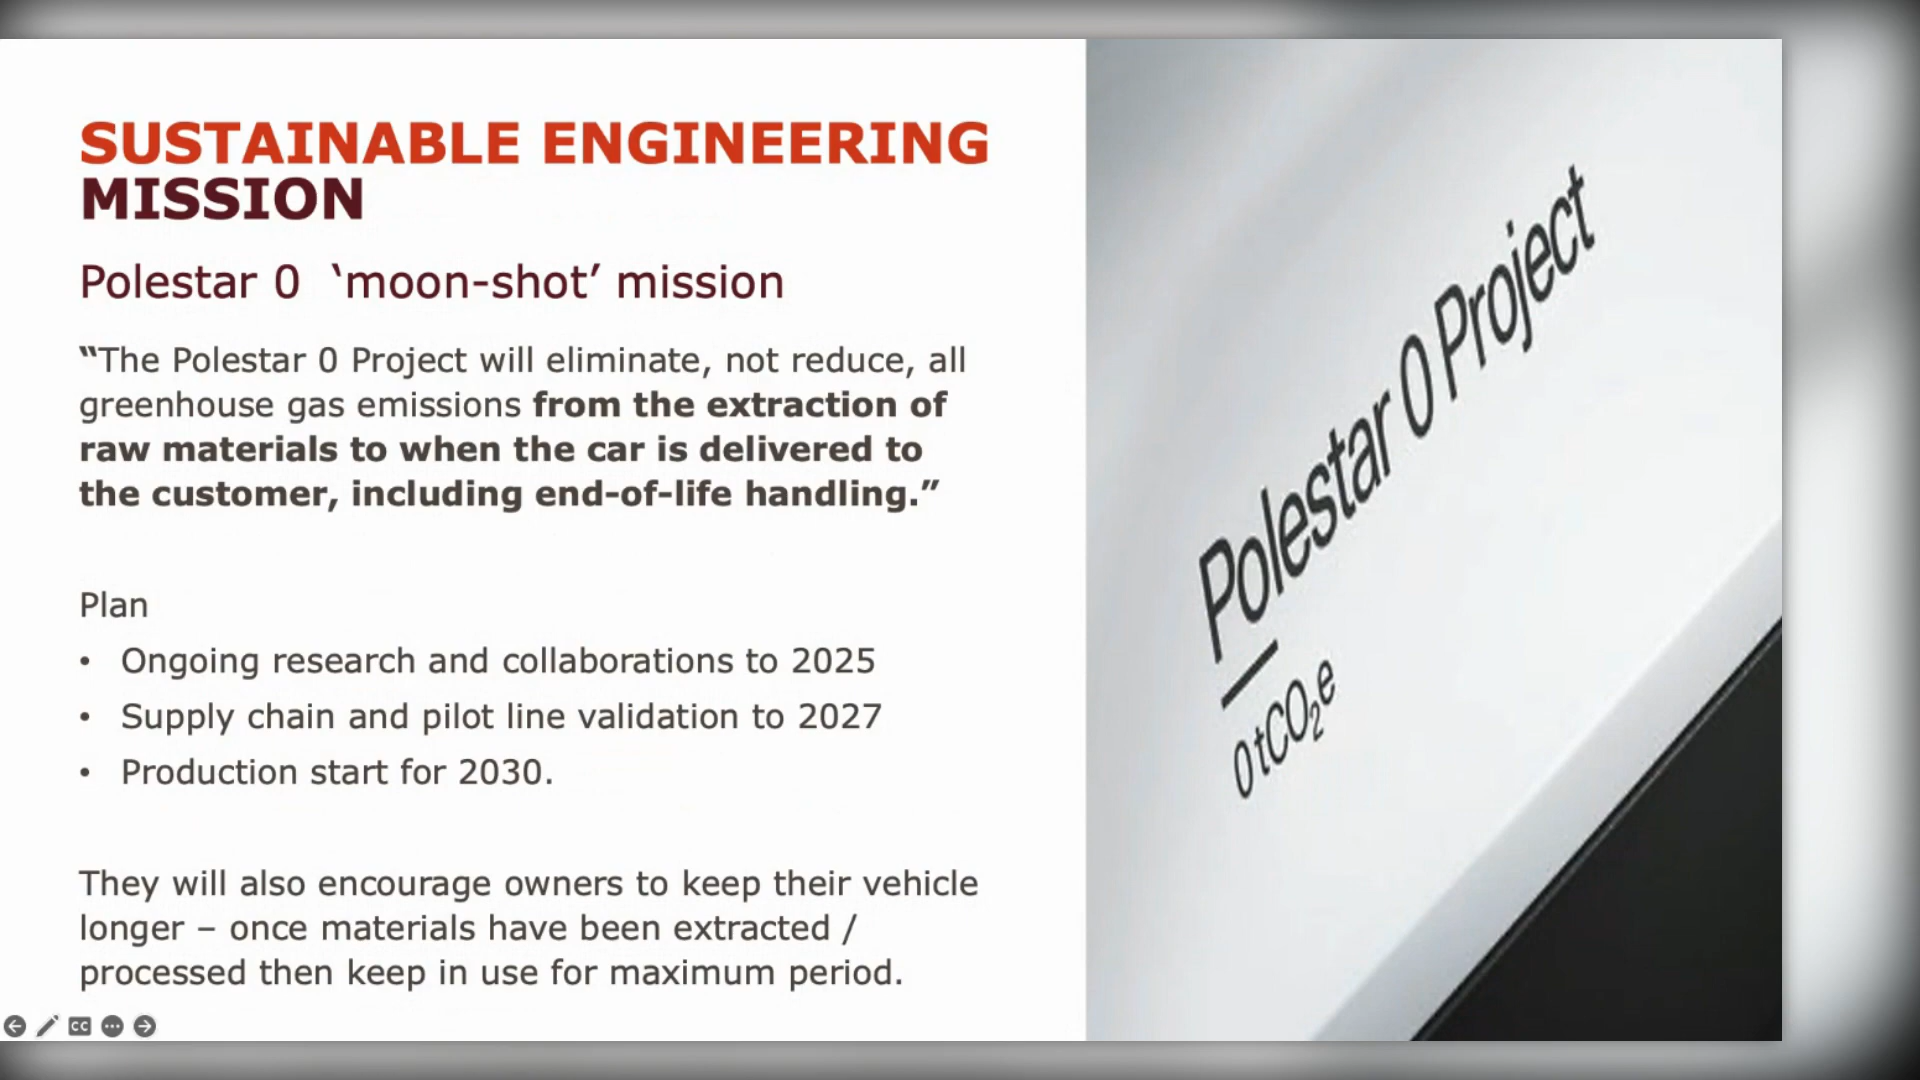 SUSTAINABLE ENGINEERING
MISSION
Polestar 0 ‘moon-shot’ mission
“The Polestar 0 Project will eliminate, not reduce, all
greenhouse gas emissions from the extraction of
raw materials to when the car is delivered to
the customer, including end-of-life handling.”
Plan
• Ongoing research and collaborations to 2025
• Supply chain and pilot line validation to 2027
• Production start for 2030.
They will also encourage owners to keep their vehicle
longer – once materials have been extracted /
processed then keep in use for maximum period.
CC
Polestar 0 Project
0 tCO₂e